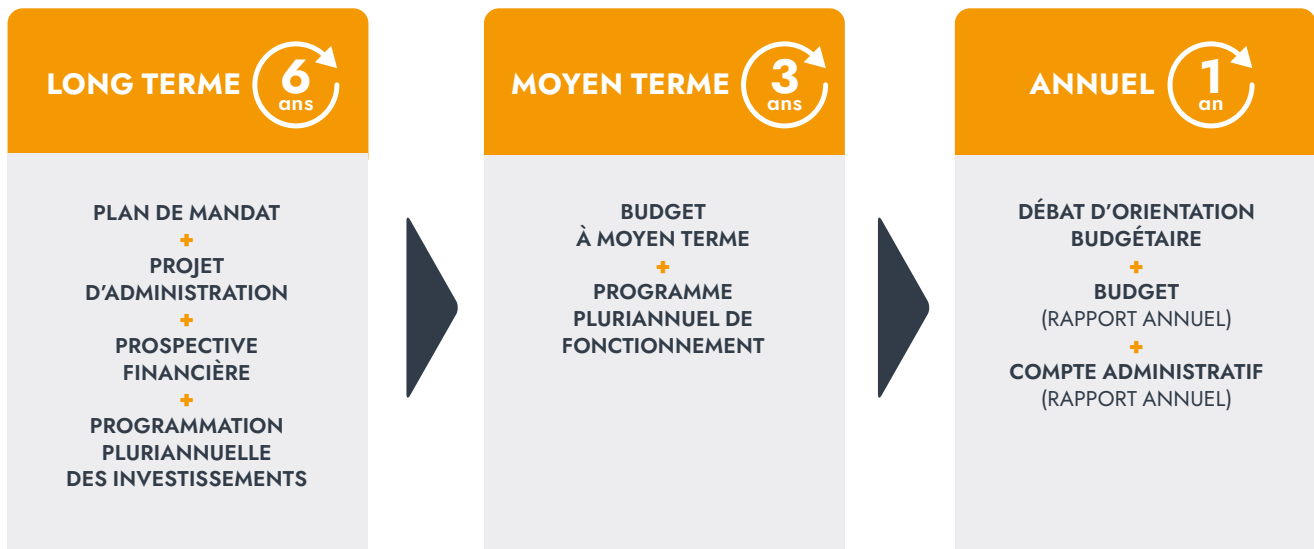 LONG TERME
6
ans
PLAN DE MANDAT
+
PROJET
D'ADMINISTRATION
+
PROSPECTIVE
FINANCIÈRE
+
PROGRAMMATION
PLURIANNUELLE
DES INVESTISSEMENTS
MOYEN TERME
3
ans
BUDGET
À MOYEN TERME
+
PROGRAMME
PLURIANNUEL DE
FONCTIONNEMENT
ANNUEL
1
an
DÉBAT D'ORIENTATION
BUDGÉTAIRE
+
BUDGET
(RAPPORT ANNUEL)
+
COMPTE ADMINISTRATIF
(RAPPORT ANNUEL)